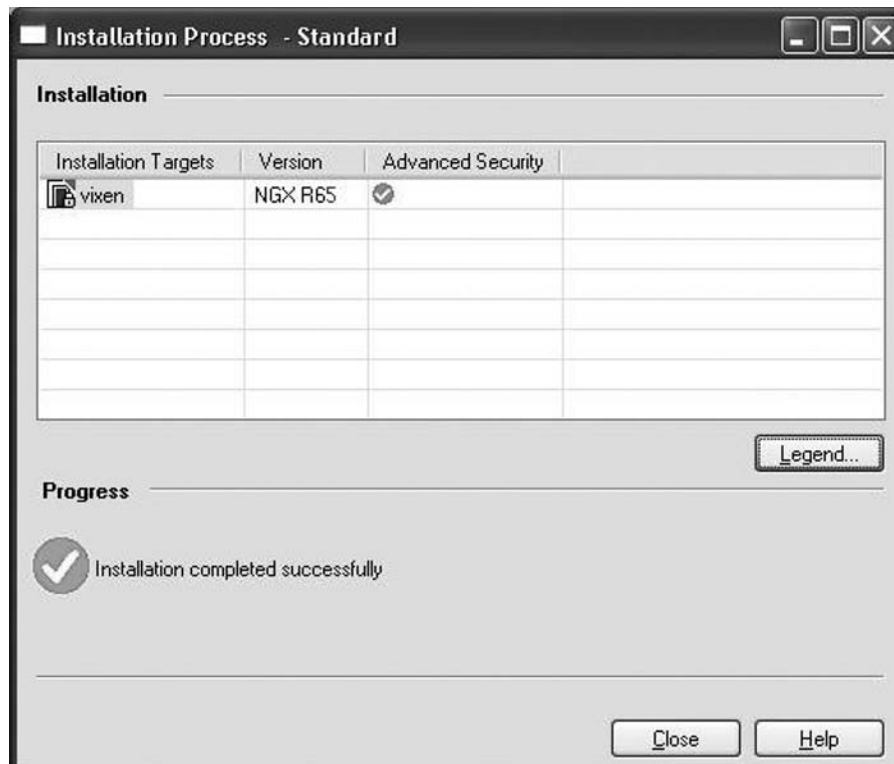 Installation Process - Standard
Installation
Installation Targets Version Advanced Security
vixen NGX R65
Legend...
Progress
Installation completed successfully
Close Help